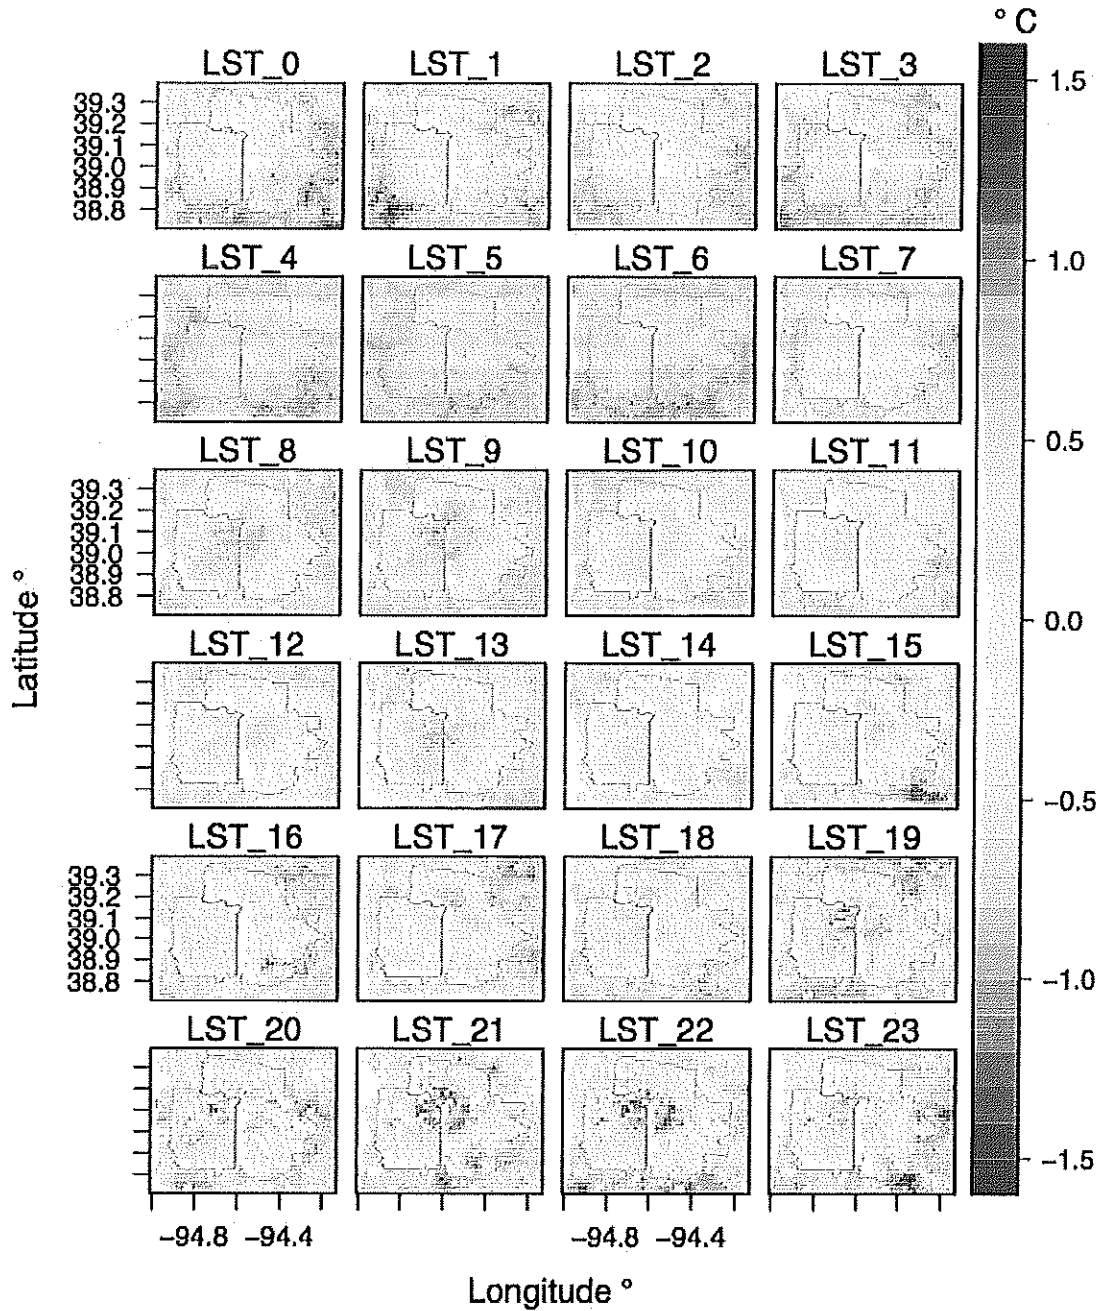 ° C
LST_0 LST_1 LST_2 LST_3
39.3
39.2
39.1
39.0
38.9
38.8
LST_4 LST_5 LST_6 LST_7
LST_8 LST_9 LST_10 LST_11
39.3
39.2
39.1
39.0
38.9
38.8
LST_12 LST_13 LST_14 LST_15
LST_16 LST_17 LST_18 LST_19
39.3
39.2
39.1
39.0
38.9
38.8
LST_20 LST_21 LST_22 LST_23
−94.8 −94.4 −94.8 −94.4
Longitude °
Latitude °
1.5
1.0
0.5
0.0
−0.5
−1.0
−1.5